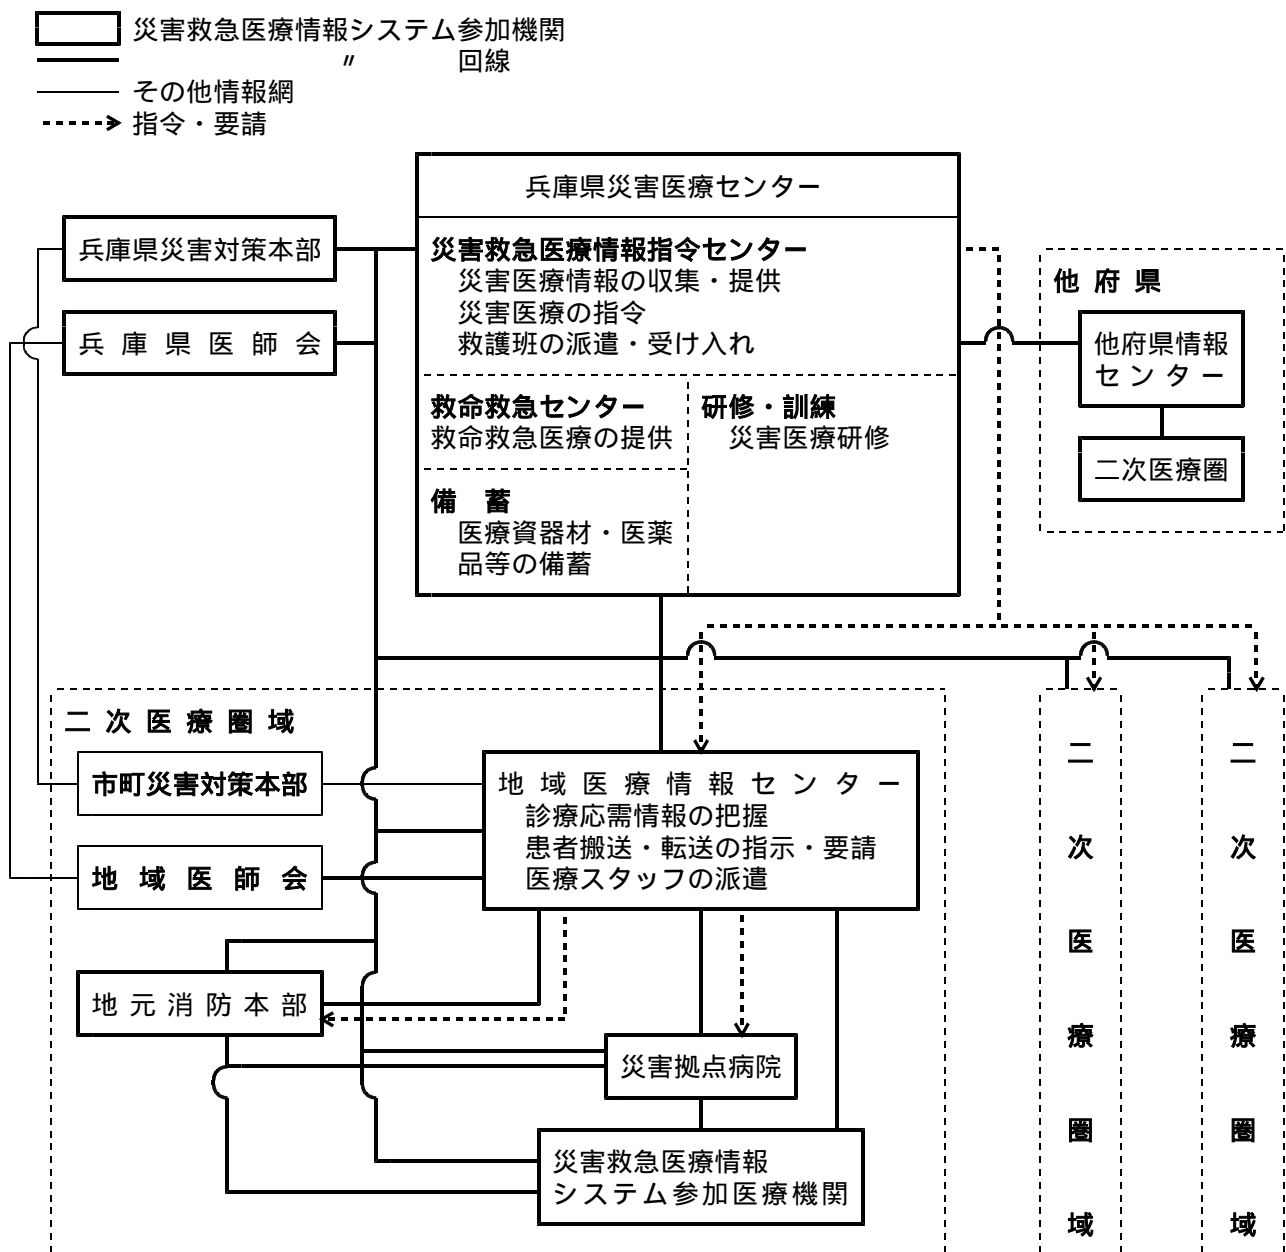 災害救急医療情報システム参加機関
〃 回線
その他情報網
指令・要請
兵庫県災害医療センター
兵庫県災害対策本部
兵庫県医師会
災害救急医療情報指令センター
災害医療情報の収集・提供
災害医療の指令
救護班の派遣・受け入れ
救命救急センター
救命救急医療の提供
研修・訓練
災害医療研修
備 蓄
医療資器材・医薬
品等の備蓄
他府県
他府県情報
センター
二次医療圏
二次医療圏域
市町災害対策本部
地域医師会
地元消防本部
地域医療情報センター
診療応需情報の把握
患者搬送・転送の指示・要請
医療スタッフの派遣
災害拠点病院
災害救急医療情報
システム参加医療機関
二次医療圏域
二次医療圏域